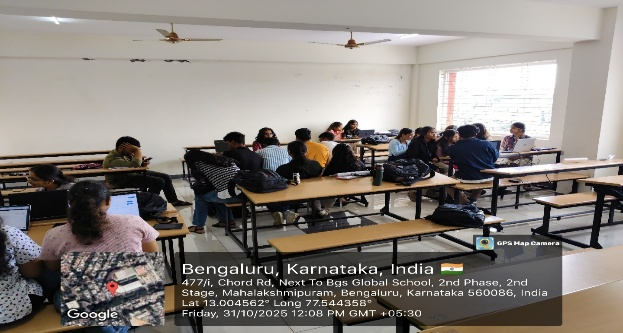 GPS Map Camera
Bengaluru, Karnataka, India
477/i, Chord Rd, Next To Bgs Global School, 2nd Phase, 2nd
Stage, Mahalakshmipuram, Bengaluru, Karnataka 560086, India
Lat 13.004562° Long 77.544358°
Friday, 31/10/2025 12:08 PM GMT +05:30
Google